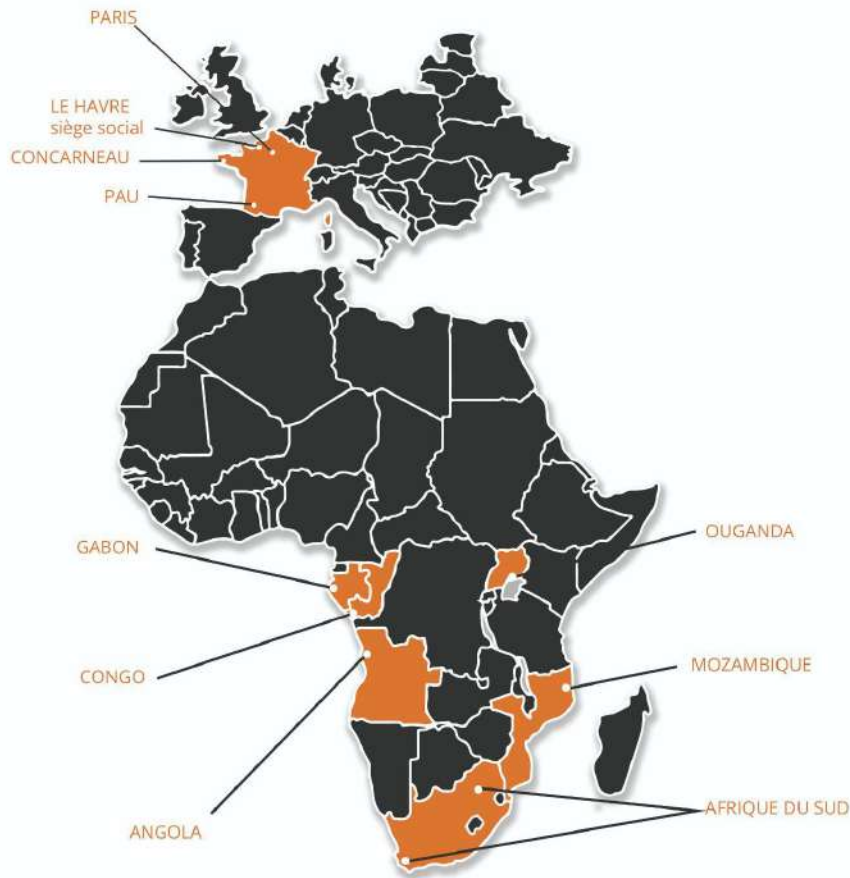 PARIS
LE HAVRE
siège social
CONCARNEAU
PAU
OUGANDA
GABON
MOZAMBIQUE
CONGO
AFRIQUE DU SUD
ANGOLA